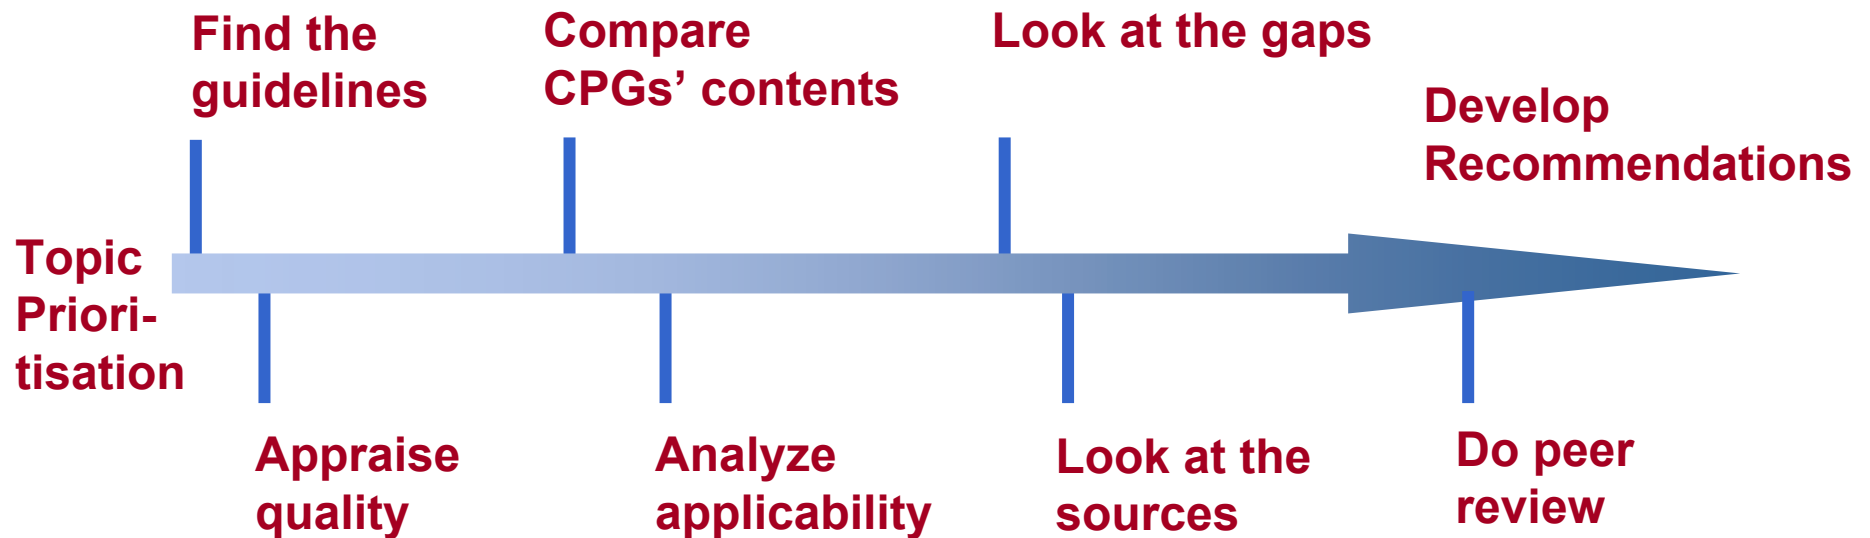 Topic
Priori-
tisation
Find the
guidelines
Appraise
quality
Compare
CPGs’ contents
Analyze
applicability
Look at the gaps
Look at the
sources
Develop
Recommendations
Do peer
review